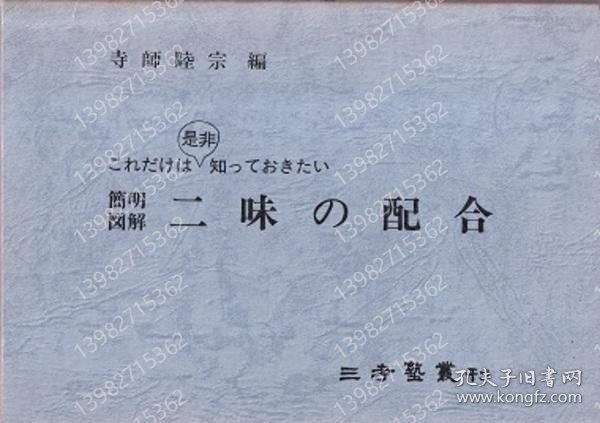 寺師睦宗編
是非
これだけは知っておきたい
簡明
図解 二味の配合
三考藝叢刊
孔夫子旧书网
www.kongfz.com
13982715362